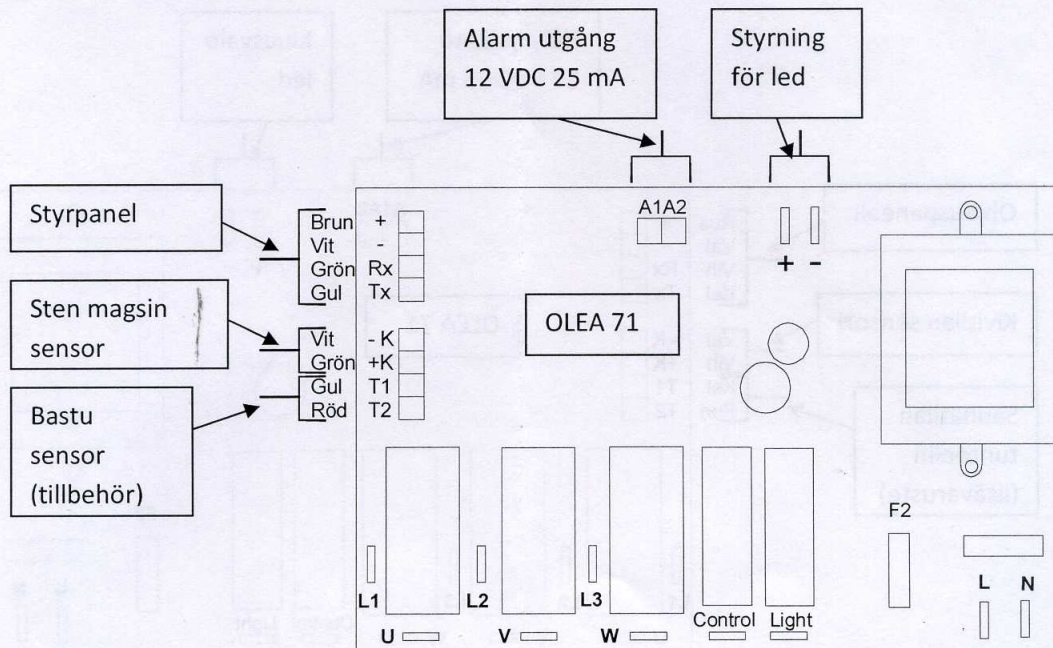 Alarm utgång
12 VDC 25 mA
Styrning
för led
Styrpanel
Brun +
Vit -
Grön Rx
Gul Tx
A1A2
+ -
Sten magsin
sensor
Vit - K
Grön +K
Gul T1
Röd T2
OLEA 71
Bastu
sensor
(tillbehör)
F2
L1
L2
L3
L
N
U
V
W
Control
Light